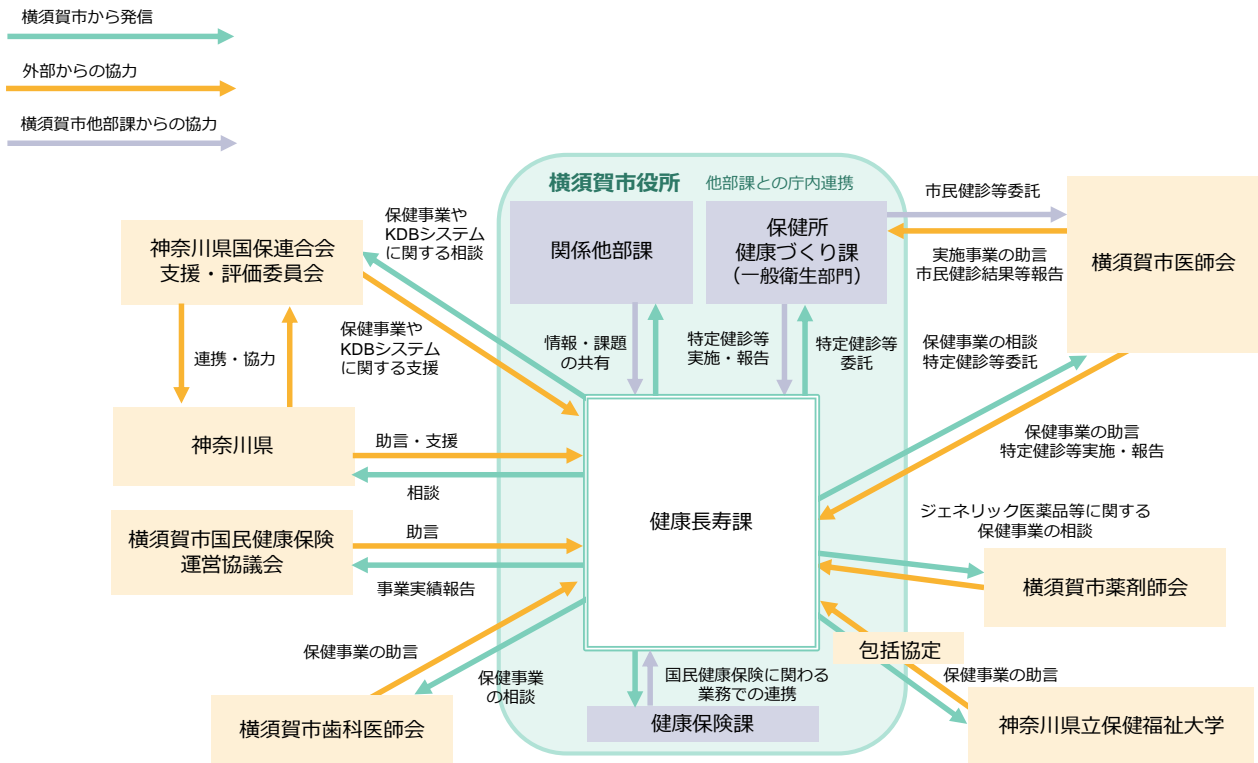 横須賀市から発信
外部からの協力
横須賀市他部課からの協力
横須賀市役所
他部課との庁内連携
関係他部課
保健所
健康づくり課
（一般衛生部門）
市民健診等委託
実施事業の助言
市民健診結果等報告
横須賀市医師会
神奈川県国保連合会
支援・評価委員会
保健事業や
KDBシステム
に関する相談
保健事業や
KDBシステム
に関する支援
連携・協力
情報・課題
の共有
特定健診等
実施・報告
特定健診等
委託
保健事業の相談
特定健診等委託
保健事業の助言
特定健診等実施・報告
神奈川県
助言・支援
相談
健康長寿課
横須賀市国民健康保険
運営協議会
助言
事業実績報告
ジェネリック医薬品等に関する
保健事業の相談
横須賀市薬剤師会
包括協定
保健事業の助言
神奈川県立保健福祉大学
保健事業の助言
保健事業
の相談
横須賀市歯科医師会
国民健康保険に関わる
業務での連携
健康保険課